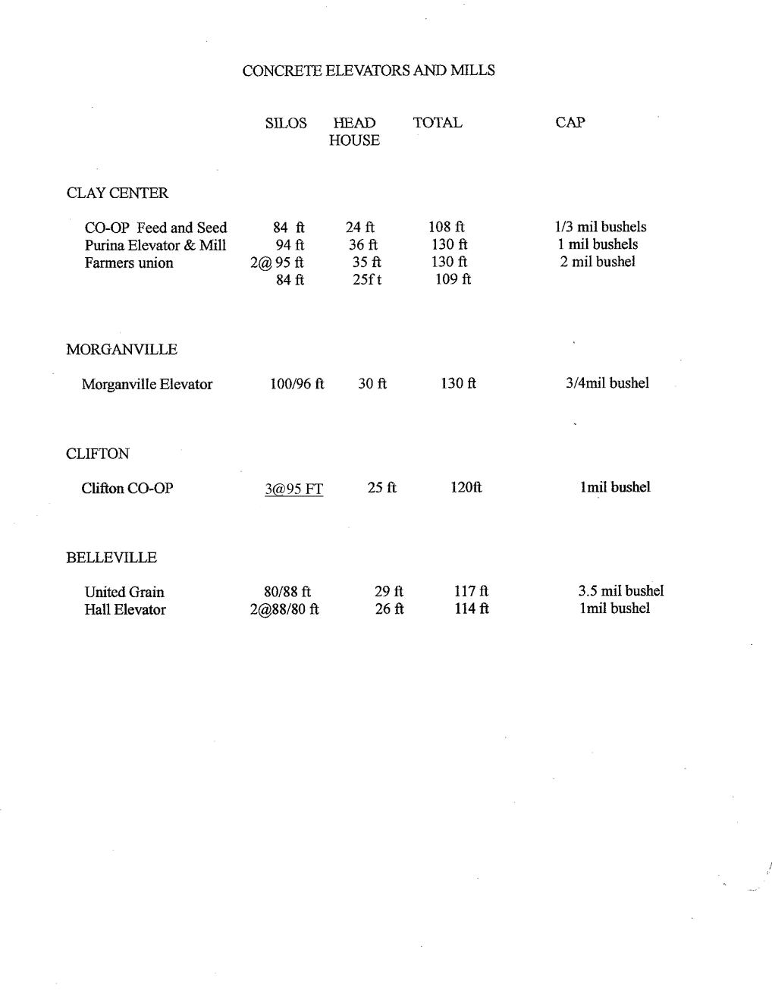 CONCRETE ELEVATORS AND MILLS
SILOS HEAD TOTAL CAP
HOUSE
CLAY CENTER
CO-OP Feed and Seed 84 ft 24 ft 108 ft 1/3 mil bushels
Purina Elevator & Mill 94 ft 36 ft 130 ft 1 mil bushels
Farmers union 2@ 95 ft 35 ft 130 ft 2 mil bushel
84 ft 25f t 109 ft
MORGANVILLE
Morganville Elevator 100/96 ft 30 ft 130 ft 3/4mil bushel
CLIFTON
Clifton CO-OP 3@95 FT 25 ft 120ft 1mil bushel
BELLEVILLE
United Grain 80/88 ft 29 ft 117 ft 3.5 mil bushel
Hall Elevator 2@88/80 ft 26 ft 114 ft 1mil bushel